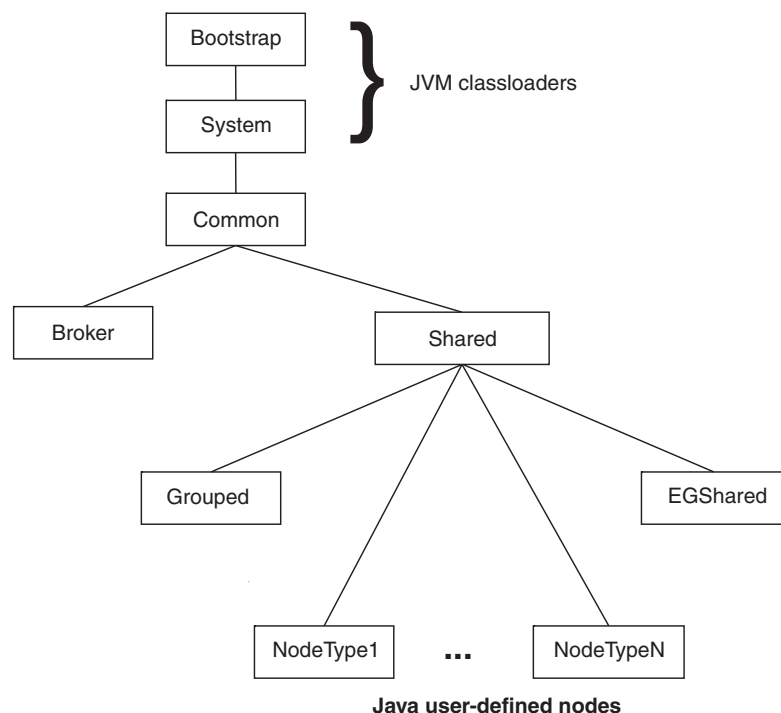 Bootstrap
JVM classloaders
System
Common
Broker
Shared
Grouped
EGShared
NodeType1
...
NodeTypeN
Java user-defined nodes